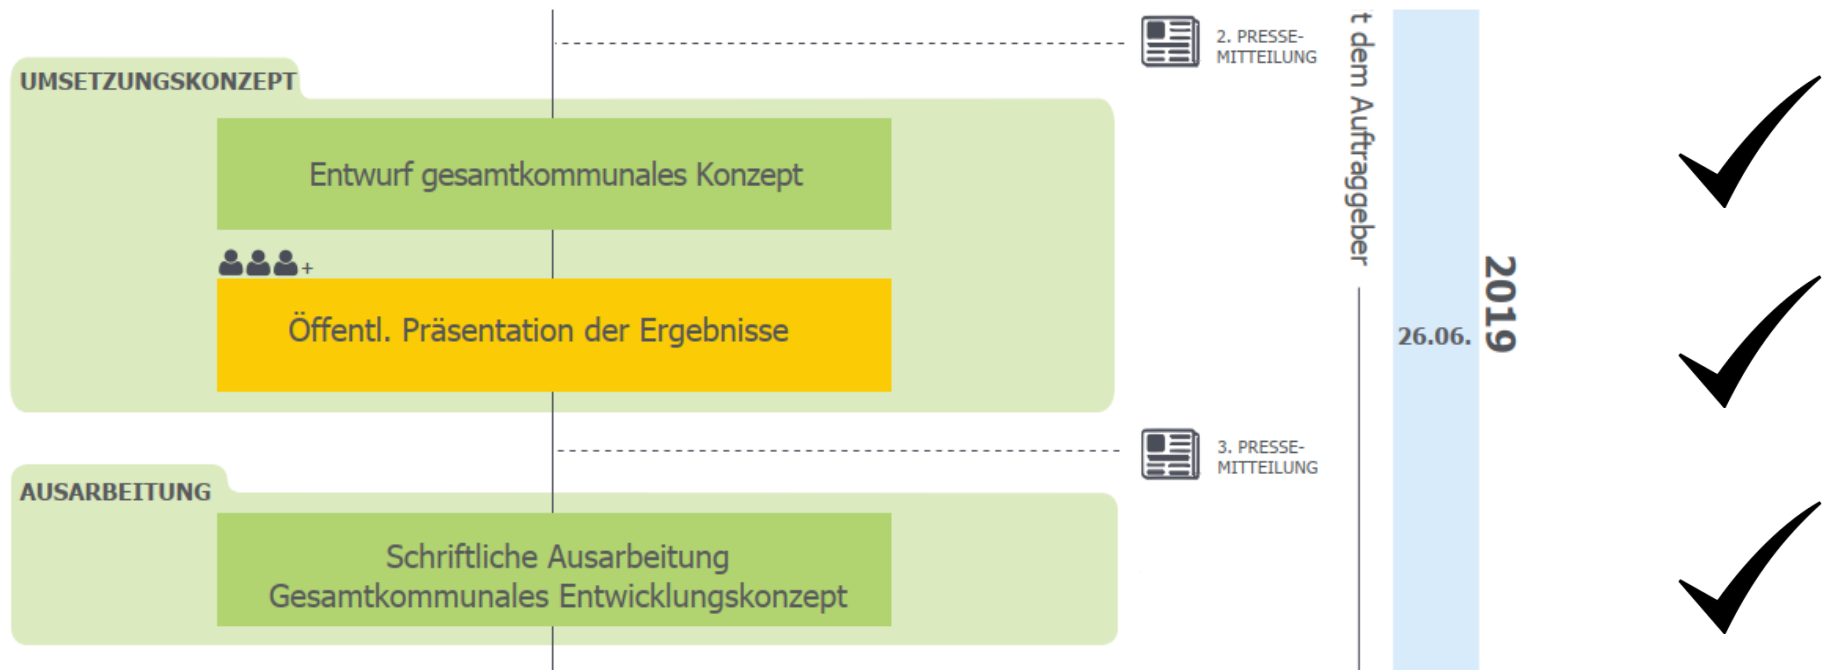 2. PRESSE-
MITTEILUNG
UMSETZUNGSKONZEPT
Entwurf gesamtkommunales Konzept
+
Öffentl. Präsentation der Ergebnisse
t dem Auftraggeber
26.06.
2019
3. PRESSE-
MITTEILUNG
AUSARBEITUNG
Schriftliche Ausarbeitung
Gesamtkommunales Entwicklungskonzept